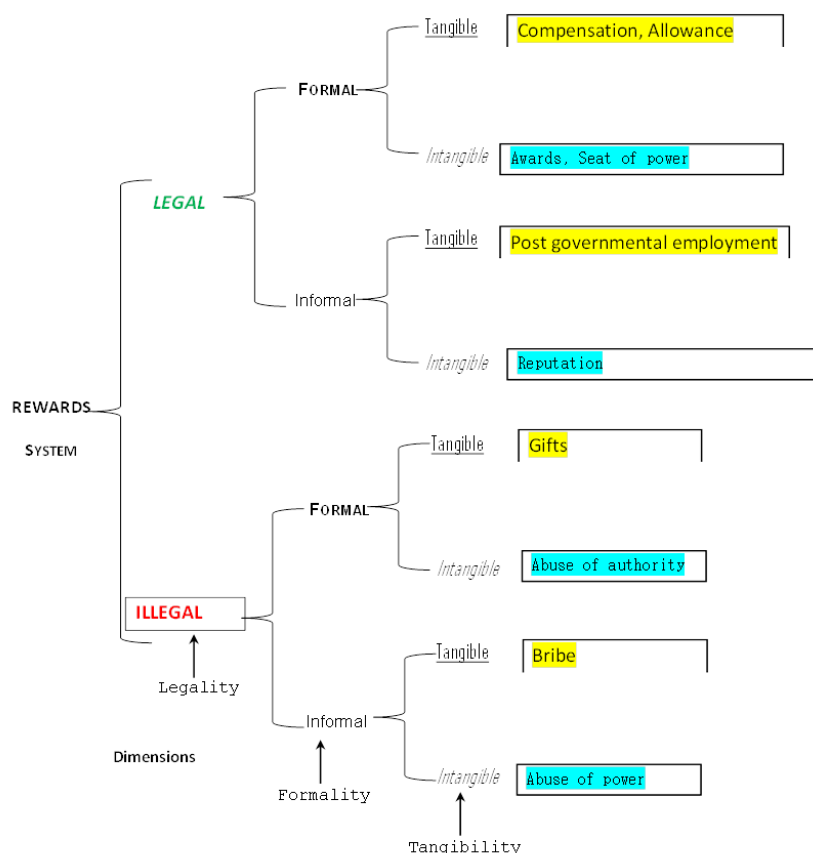 Tangible
Compensation, Allowance
FORMAL
Intangible
Awards, Seat of power
LEGAL
Tangible
Post governmental employment
Informal
Intangible
Reputation
REWARDS
SYSTEM
Tangible
Gifts
FORMAL
Intangible
Abuse of authority
ILLEGAL
Legality
Tangible
Bribe
Informal
Dimensions
Intangible
Abuse of power
Formality
Tangibility